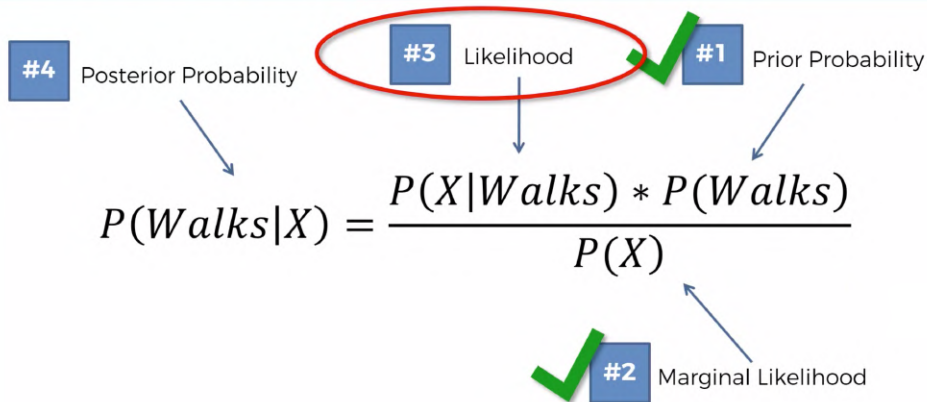 #4 Posterior Probability
#3 Likelihood
#1 Prior Probability
P(Walks|X) = P(X|Walks) * P(Walks)
P(X)
#2 Marginal Likelihood